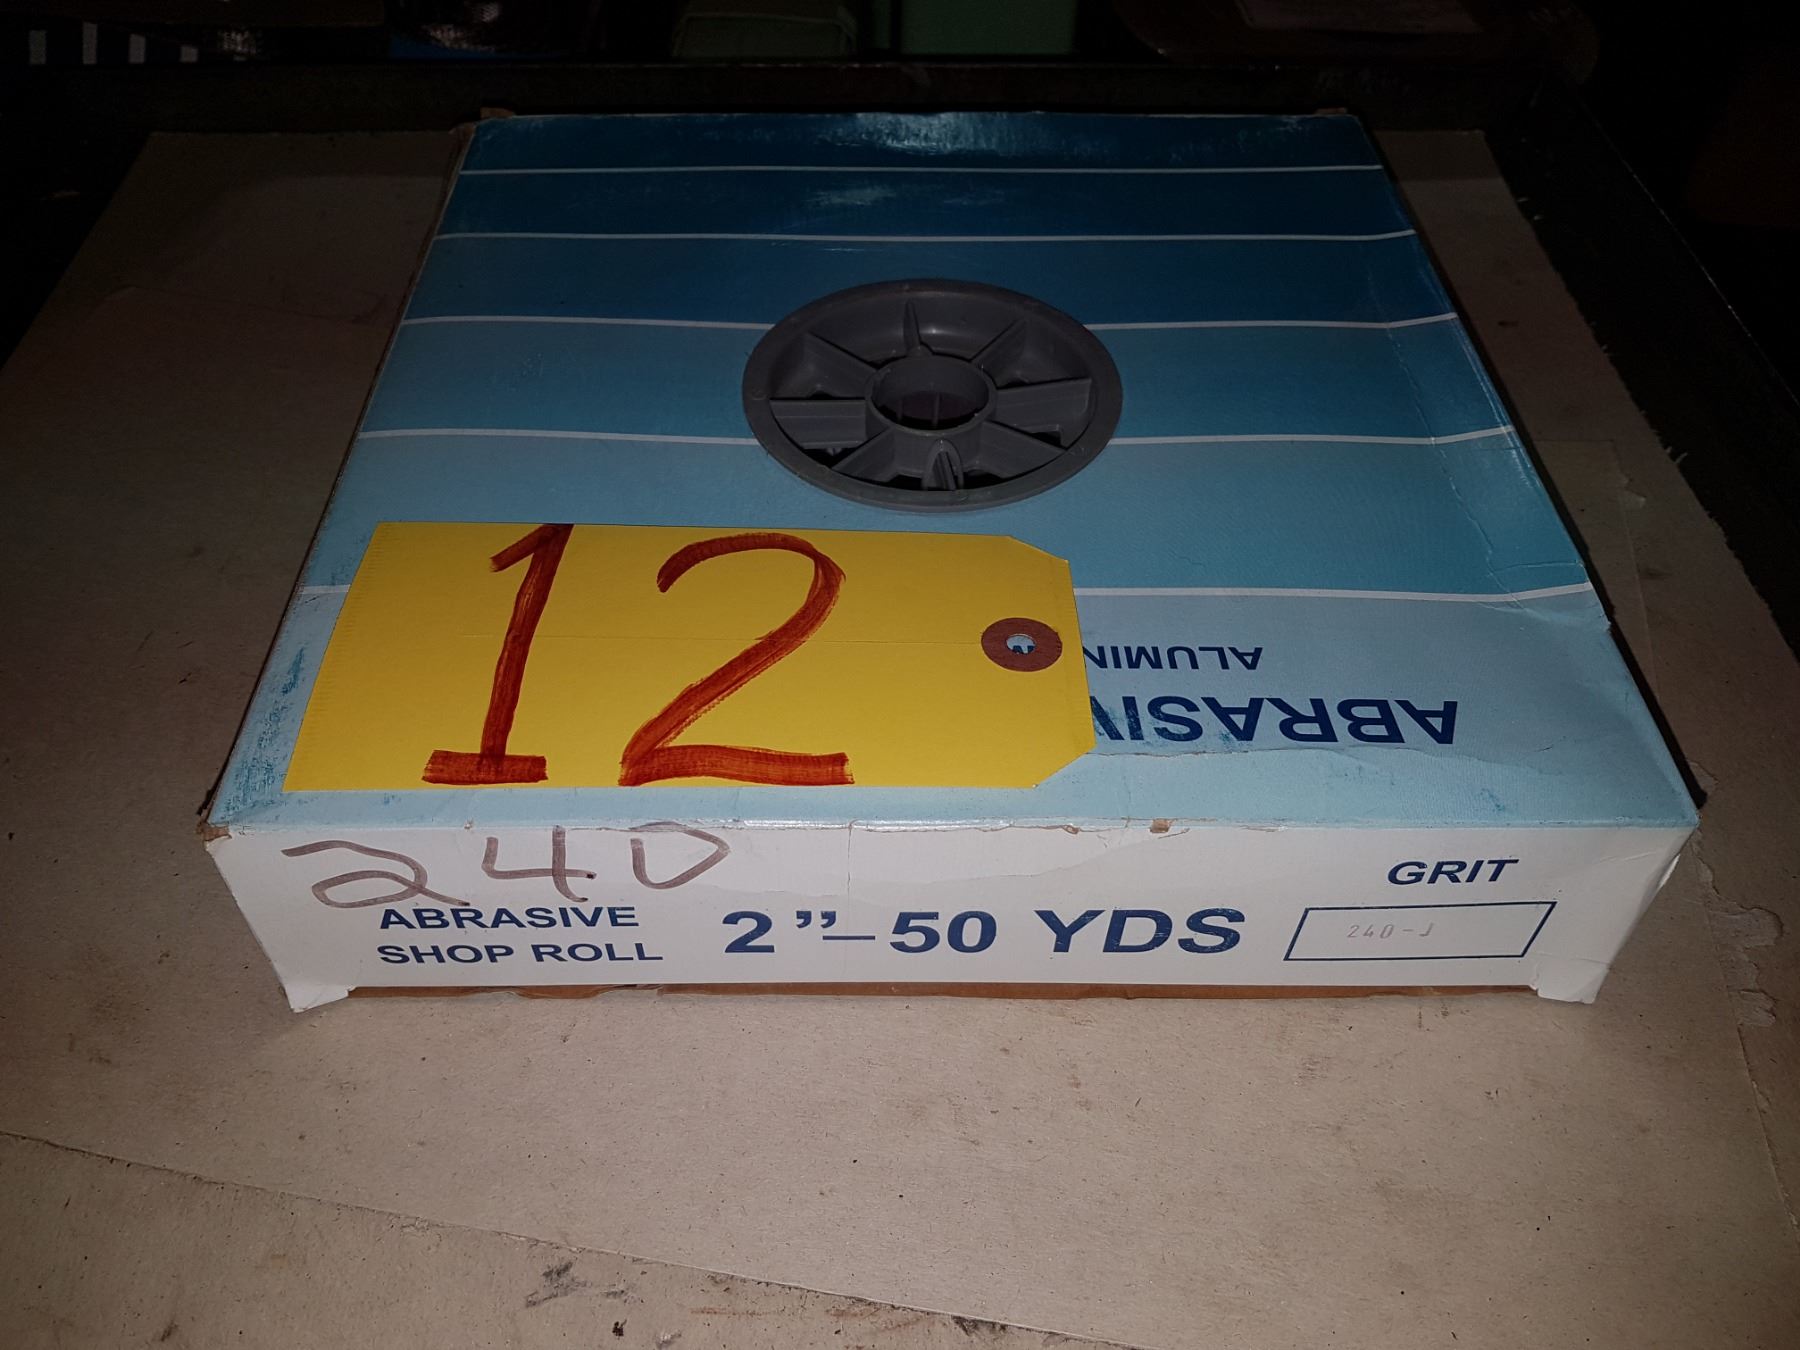 12
ALUMIN
ABRASIV
240
GRIT
ABRASIVE
SHOP ROLL
2”–50 YDS
240-J